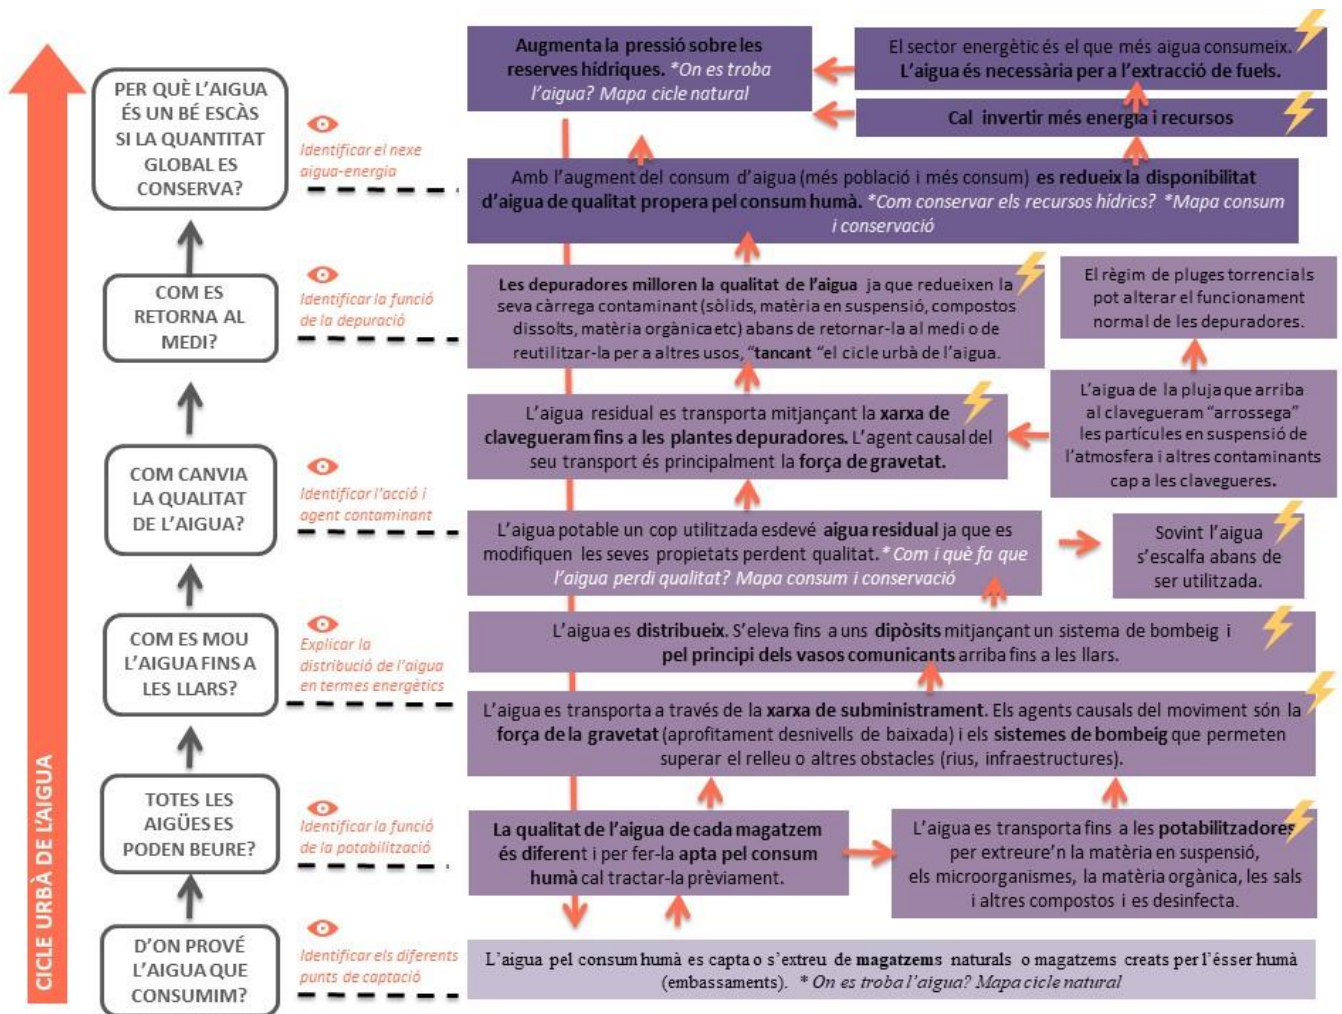 CICLE URBÀ DE L'AIGUA
PER QUÈ L'AIGUA
ÉS UN BÉ ESCÀS
SI LA QUANTITAT
GLOBAL ES
CONSERVA?
Identificar el nexe
aigua-energia
Augmenta la pressió sobre les
reserves hídriques. *On es troba
l'aigua? Mapa cicle natural
El sector energètic és el que més aigua consumeix.
L'aigua és necessària per a l'extracció de fuels.
Cal invertir més energia i recursos
Amb l'augment del consum d'aigua (més població i més consum) es redueix la disponibilitat
d'aigua de qualitat propera pel consum humà. *Com conservar els recursos hídrics? *Mapa consum
i conservació
COM ES
RETORNA AL
MEDI?
Identificar la funció
de la depuració
Les depuradores milloren la qualitat de l'aigua ja que redueixen la
seva càrrega contaminant (sòlids, matèria en suspensió, compostos
dissolts, matèria orgànica etc) abans de retornar-la al medi o de
reutilitzar-la per a altres usos, "tancant "el cicle urbà de l'aigua.
El règim de pluges torrencials
pot alterar el funcionament
normal de les depuradores.
COM CANVIA
LA QUALITAT
DE L'AIGUA?
Identificar l'acció i
agent contaminant
L'aigua residual es transporta mitjançant la xarxa de
clavegueram fins a les plantes depuradores. L'agent causal del
seu transport és principalment la força de gravetat.
L'aigua de la pluja que arriba
al clavegueram "arrossega"
les partícules en suspensió de
l'atmosfera i altres contaminants
cap a les clavegueres.
L'aigua potable un cop utilitzada esdevé aigua residual ja que es
modifiquen les seves propietats perdent qualitat. * Com i què fa que
l'aigua perdi qualitat? Mapa consum i conservació
Sovint l'aigua
s'escalfa abans de
ser utilitzada.
COM ES MOU
L'AIGUA FINS A
LES LLARS?
Explicar la
distribució de l'aigua
en termes energètics
L'aigua es distribueix. S'eleva fins a uns dipòsits mitjançant un sistema de bombeig i
pel principi dels vasos comunicants arriba fins a les llars.
L'aigua es transporta a través de la xarxa de subministrament. Els agents causals del moviment són la
força de la gravetat (aprofitament desnivells de baixada) i els sistemes de bombeig que permeten
superar el relleu o altres obstacles (rius, infraestructures).
TOTES LES
AIGÜES ES
PODEN BEURE?
Identificar la funció
de la potabilització
La qualitat de l'aigua de cada magatzem
és diferent i per fer-la apta pel consum
humà cal tractar-la prèviament.
L'aigua es transporta fins a les potabilitzadores
per extreure'n la matèria en suspensió,
els microorganismes, la matèria orgànica, les sals
i altres compostos i es desinfecta.
D'ON PROVÉ
L'AIGUA QUE
CONSUMIM?
Identificar els diferents
punts de captació
L'aigua pel consum humà es capta o s'extreu de magatzems naturals o magatzems creats per l'ésser humà
(embassaments). * On es troba l'aigua? Mapa cicle natural